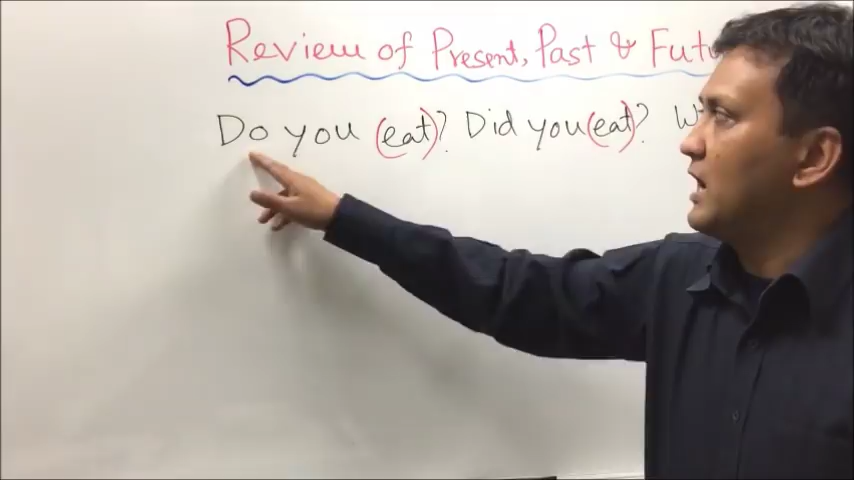 Review of Present, Past & Futu
Do you (eat)? Did you (eat)? W